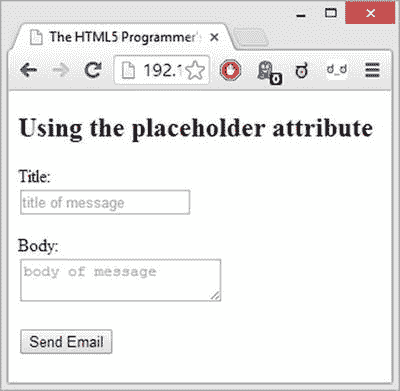 The HTML5 Programmer's
192.1
0
ಠ
ಠ_ಠ
Using the placeholder attribute
Title:
title of message
Body:
body of message
Send Email